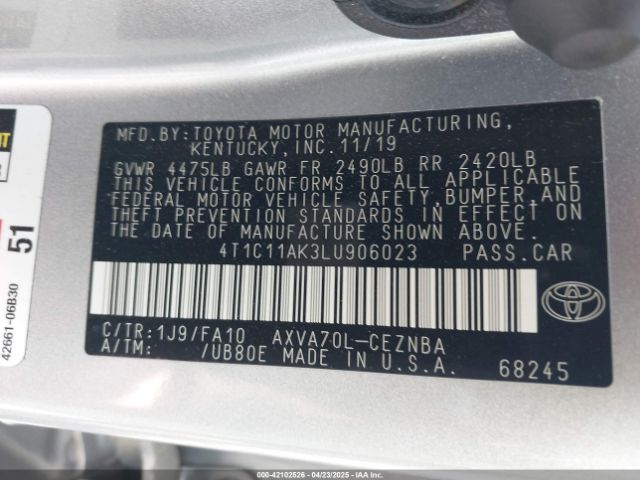 MFD.BY:TOYOTA MOTOR MANUFACTURING,
KENTUCKY,INC.11/19
GVWR 4475LB GAWR FR 2490LB RR 2420LB
THIS VEHICLE CONFORMS TO ALL APPLICABLE
FEDERAL MOTOR VEHICLE SAFETY,BUMPER,AND
THEFT PREVENTION STANDARDS IN EFFECT ON
THE DATE OF MANUFACTURE SHOWN ABOVE.
4T1C11AK3LU906023 PASS.CAR
C/TR:1J9/FA10 AXVA70L-CEZNBA
A/TM: /UB80E MADE IN U.S.A.
68245
TOYOTA
51
42661-06B30
000-42102526 - 04/23/2025 - IAAI.COM